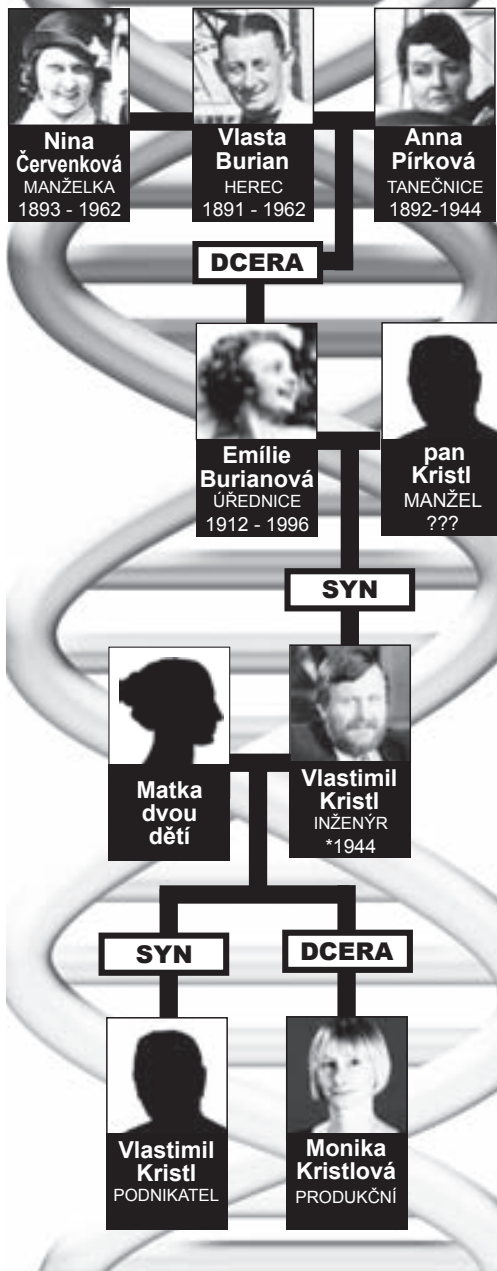 Nina
Červenková
MANŽELKA
1893 - 1962
Vlasta
Burian
HEREC
1891 - 1962
Anna
Pírková
TANEČNICE
1892-1944
DCERA
Emílie
Burianová
ÚŘEDNICE
1912 - 1996
pan
Kristl
MANŽEL
???
SYN
Matka
dvou
dětí
Vlastimil
Kristl
INŽENÝR
*1944
SYN
DCERA
Vlastimil
Kristl
PODNIKATEL
Monika
Kristlová
PRODUKČNÍ